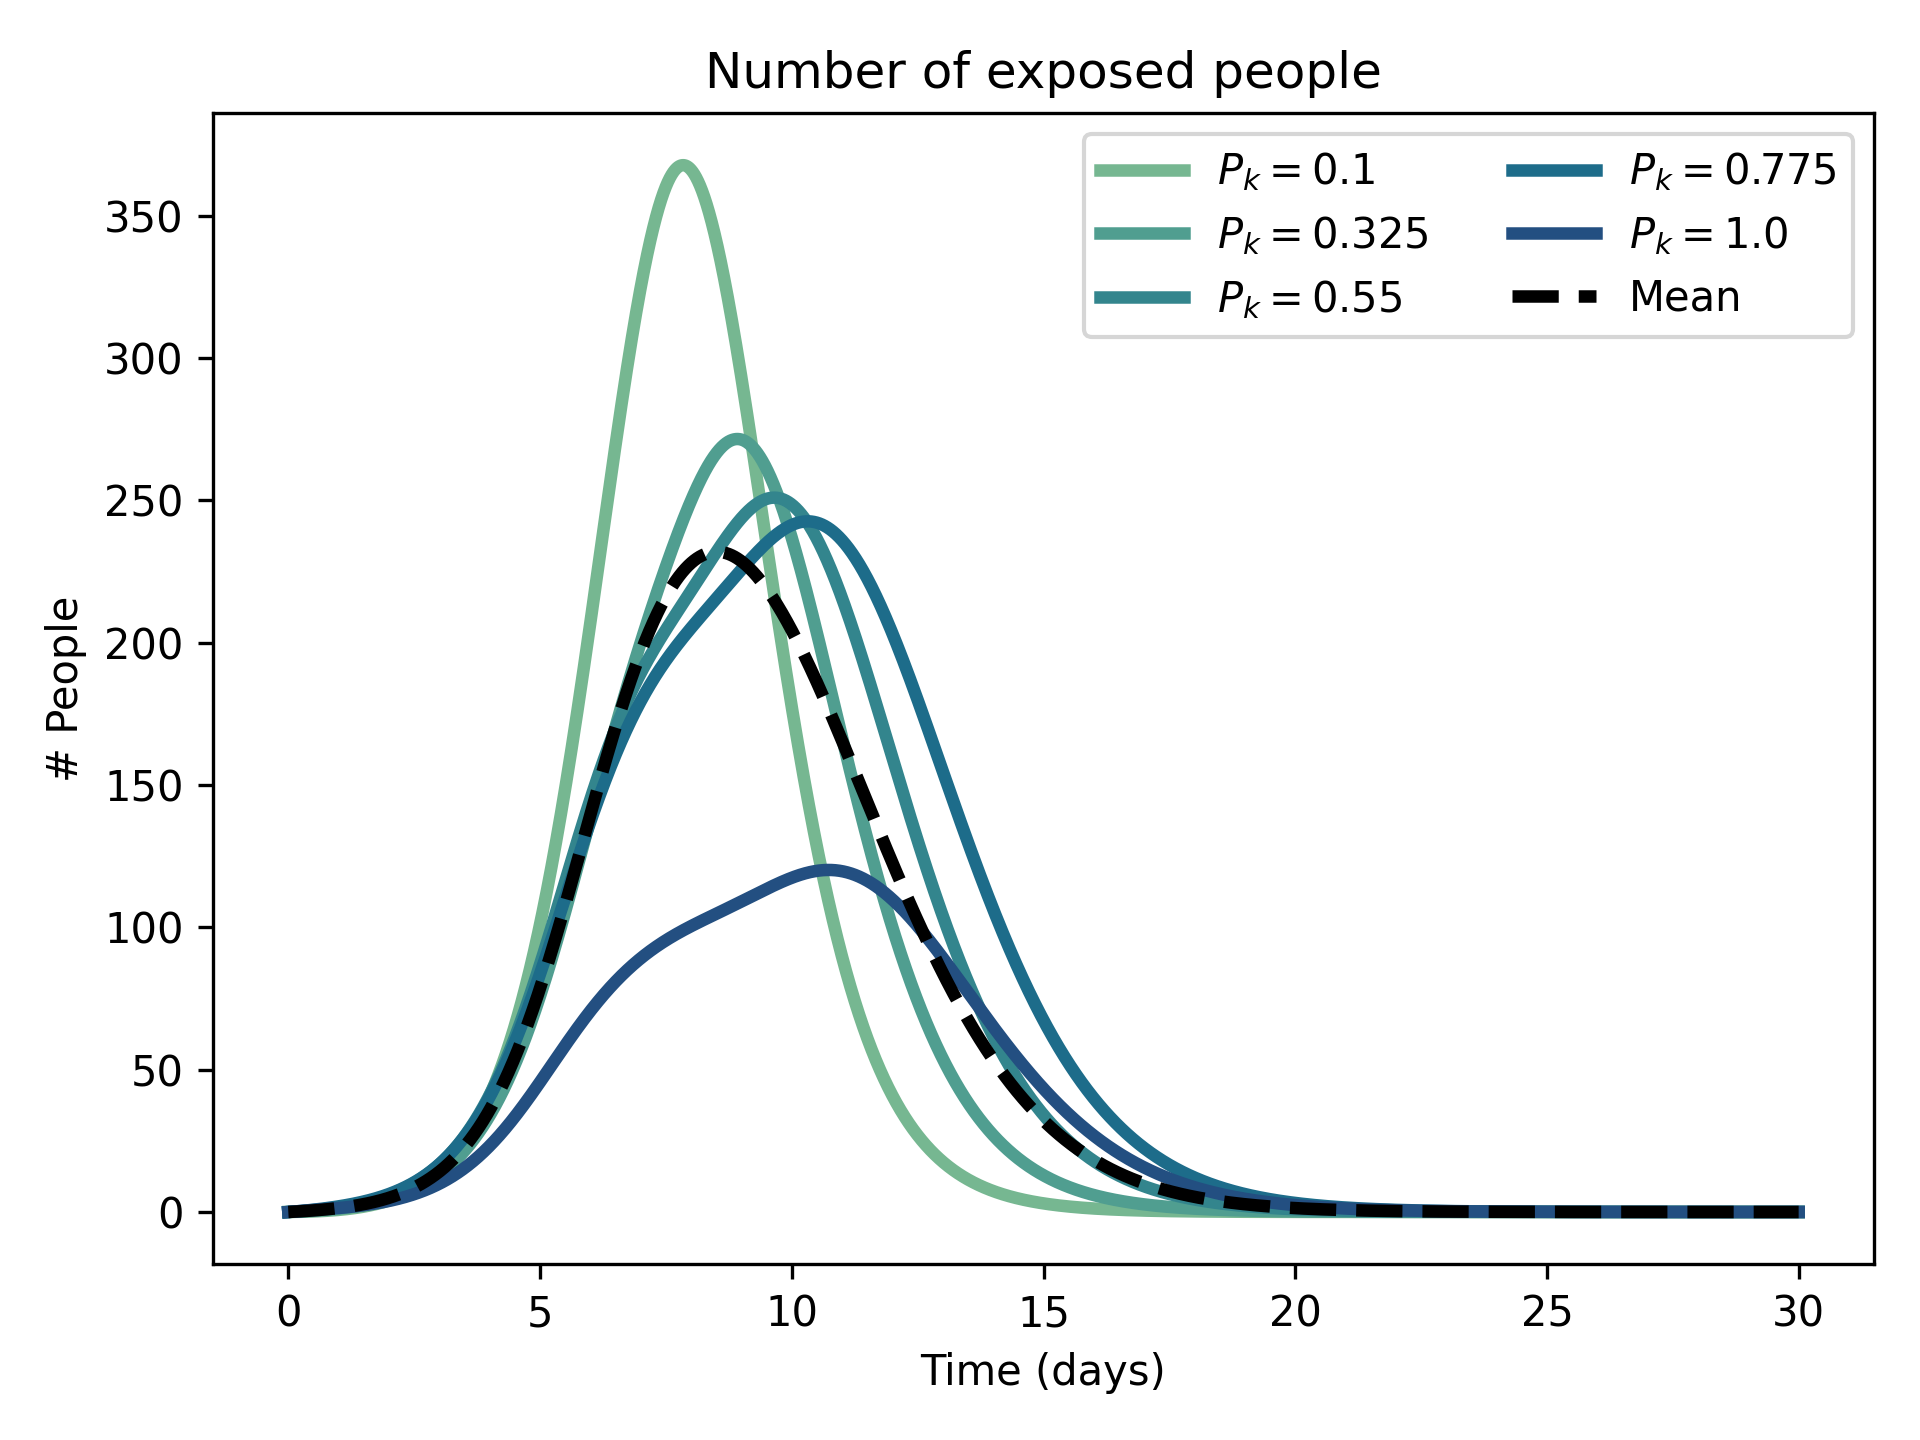 Number of exposed people
P_k = 0.1
P_k = 0.325
P_k = 0.55
P_k = 0.775
P_k = 1.0
Mean
# People
350
300
250
200
150
100
50
0
0 5 10 15 20 25 30
Time (days)